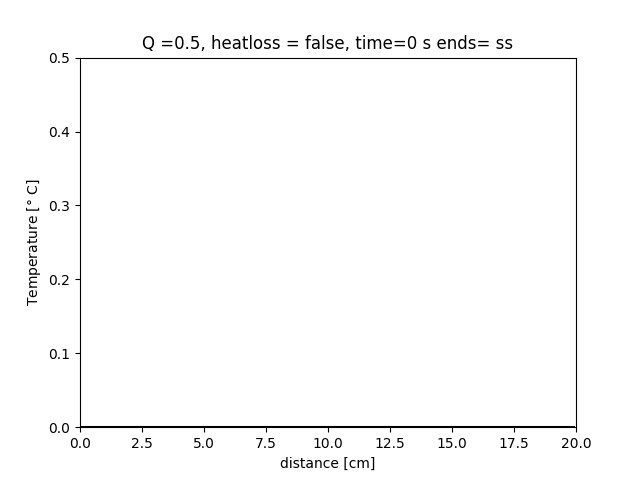 Q =0.5, heatloss = false, time=0 s ends= ss
0.5
0.4
0.3
0.2
0.1
0.0
Temperature [° C]
0.0 2.5 5.0 7.5 10.0 12.5 15.0 17.5 20.0
distance [cm]